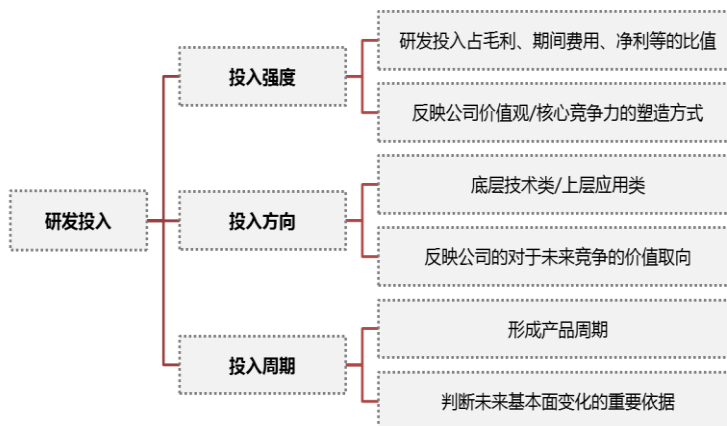 研发投入
投入强度
研发投入占毛利、期间费用、净利等的比值
反映公司价值观/核心竞争力的塑造方式
投入方向
底层技术类/上层应用类
反映公司的对于未来竞争的价值取向
投入周期
形成产品周期
判断未来基本面变化的重要依据